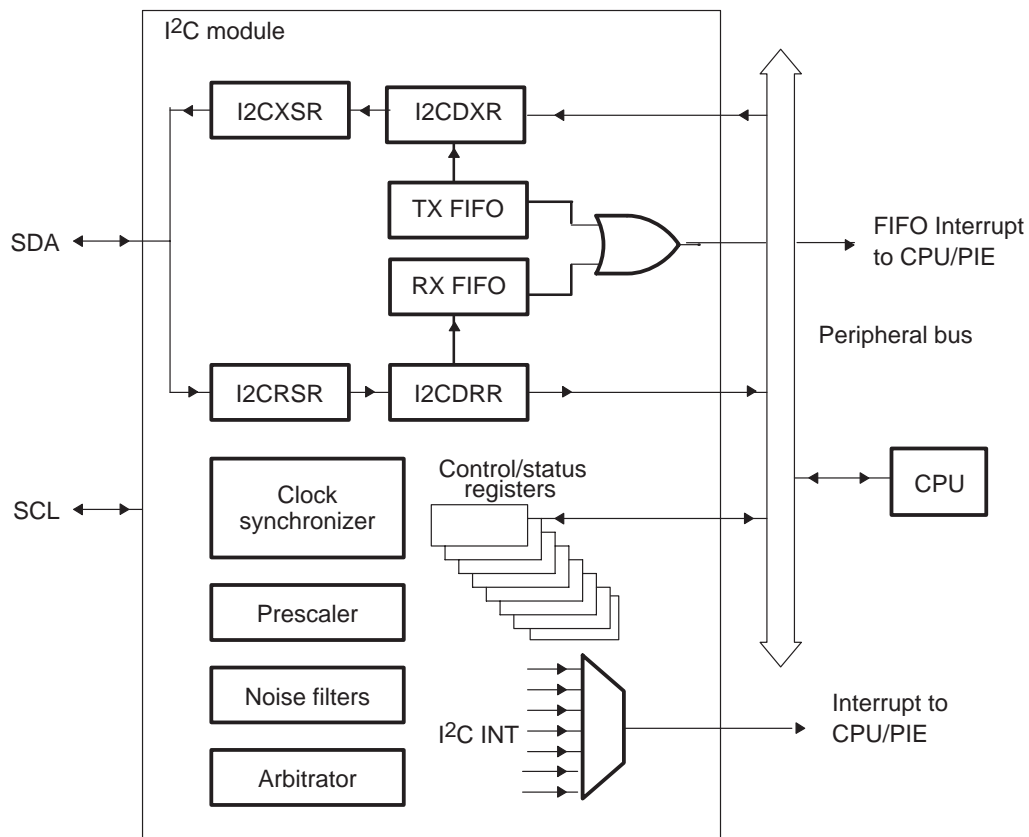 I²C module
I2CXSR
I2CDXR
TX FIFO
SDA
FIFO Interrupt
to CPU/PIE
RX FIFO
Peripheral bus
I2CRSR
I2CDRR
Control/status
registers
Clock
synchronizer
CPU
SCL
Prescaler
Noise filters
I²C INT
Interrupt to
CPU/PIE
Arbitrator